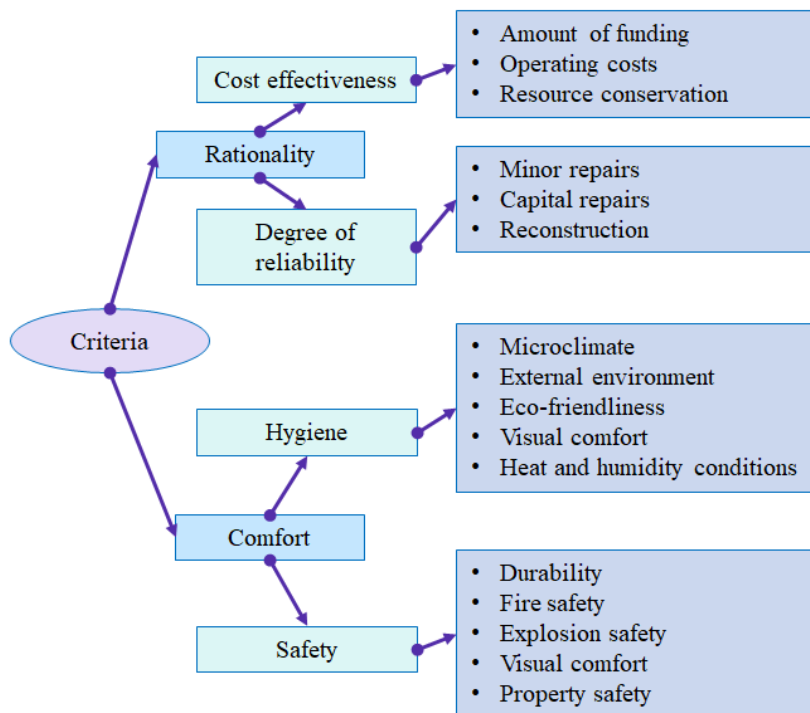 Criteria
Rationality
Cost effectiveness
• Amount of funding
• Operating costs
• Resource conservation
Degree of
reliability
• Minor repairs
• Capital repairs
• Reconstruction
Comfort
Hygiene
• Microclimate
• External environment
• Eco-friendliness
• Visual comfort
• Heat and humidity conditions
Safety
• Durability
• Fire safety
• Explosion safety
• Visual comfort
• Property safety